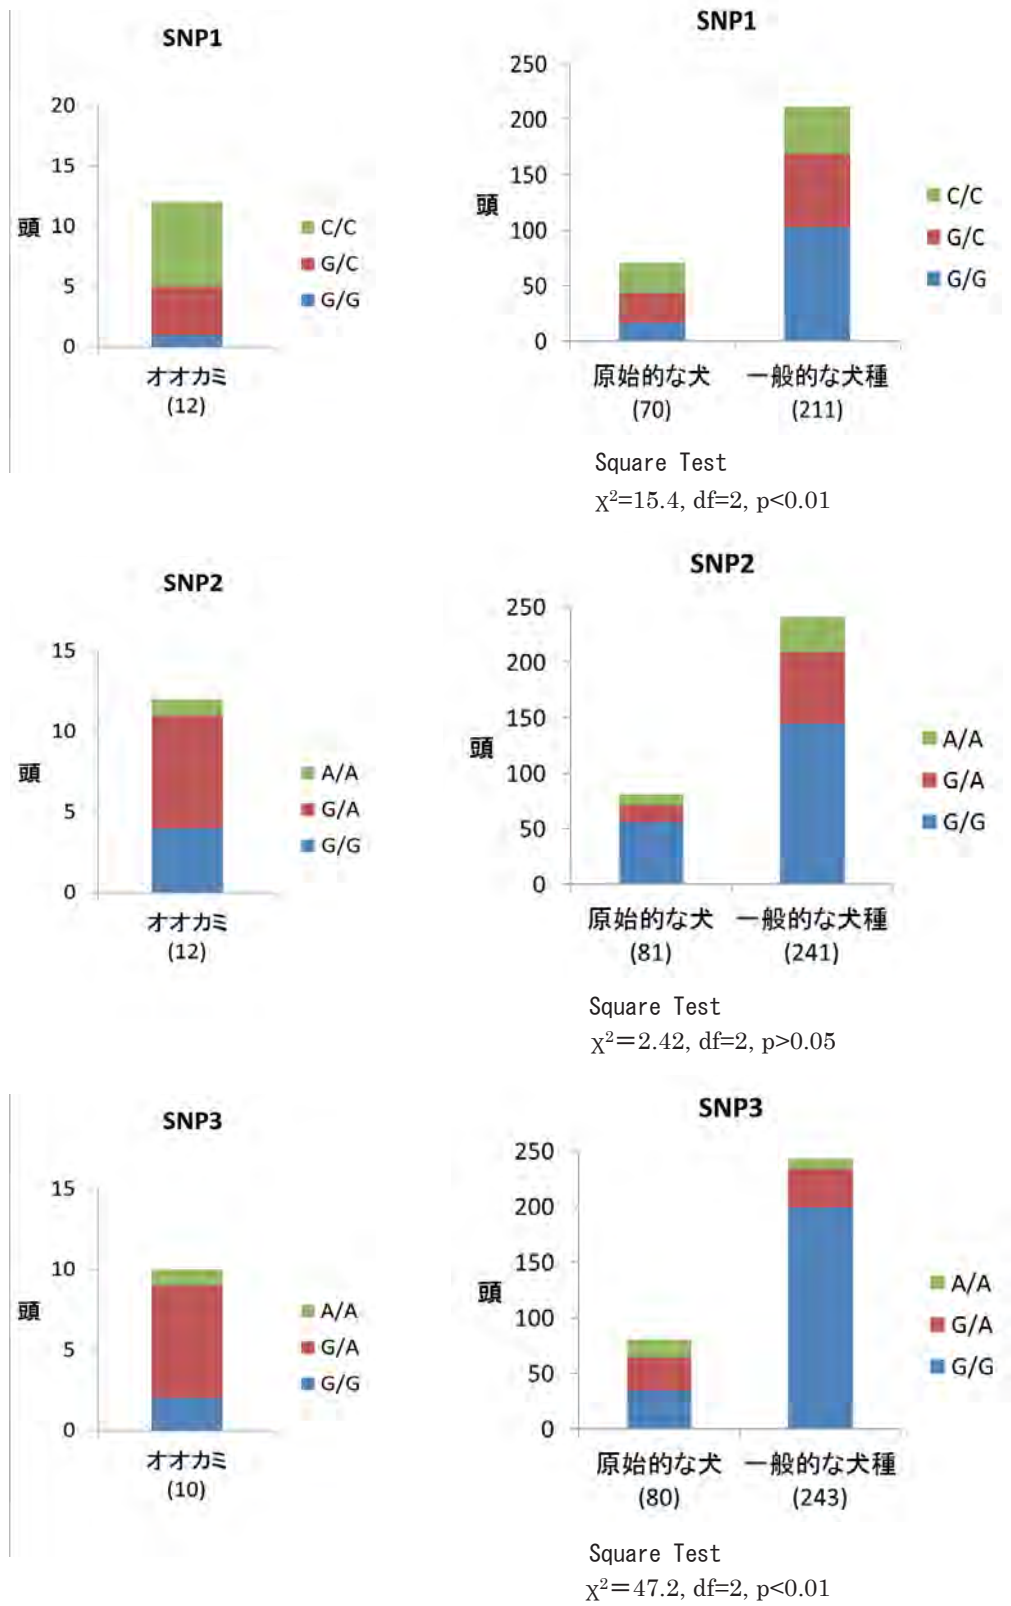 SNP1
20
15
10
5
0
頭
C/C
G/C
G/G
オオカミ
(12)
SNP1
250
200
150
100
50
0
頭
C/C
G/C
G/G
原始的な犬 一般的な犬種
(70) (211)
Square Test
χ²=15.4, df=2, p<0.01
SNP2
15
10
5
0
頭
A/A
G/A
G/G
オオカミ
(12)
SNP2
250
200
150
100
50
0
頭
A/A
G/A
G/G
原始的な犬 一般的な犬種
(81) (241)
Square Test
χ²＝2.42, df=2, p>0.05
SNP3
15
10
5
0
頭
A/A
G/A
G/G
オオカミ
(10)
SNP3
250
200
150
100
50
0
頭
A/A
G/A
G/G
原始的な犬 一般的な犬種
(80) (243)
Square Test
χ²＝47.2, df=2, p<0.01